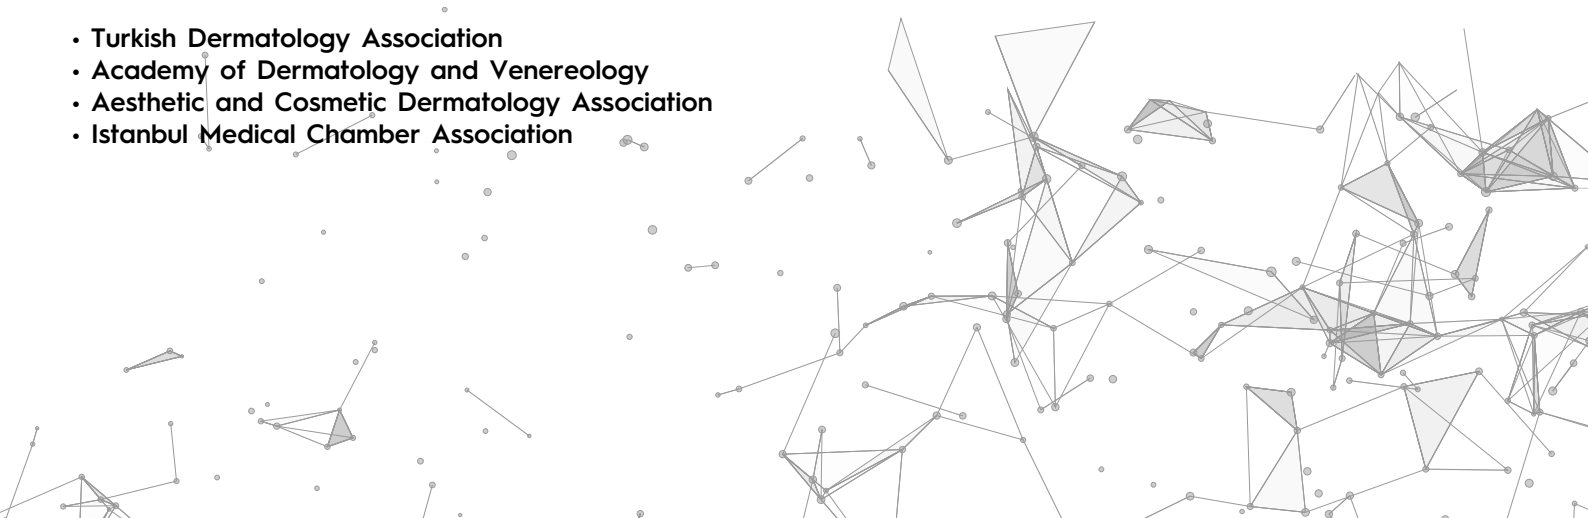 • Turkish Dermatology Association
• Academy of Dermatology and Venereology
• Aesthetic and Cosmetic Dermatology Association
• Istanbul Medical Chamber Association